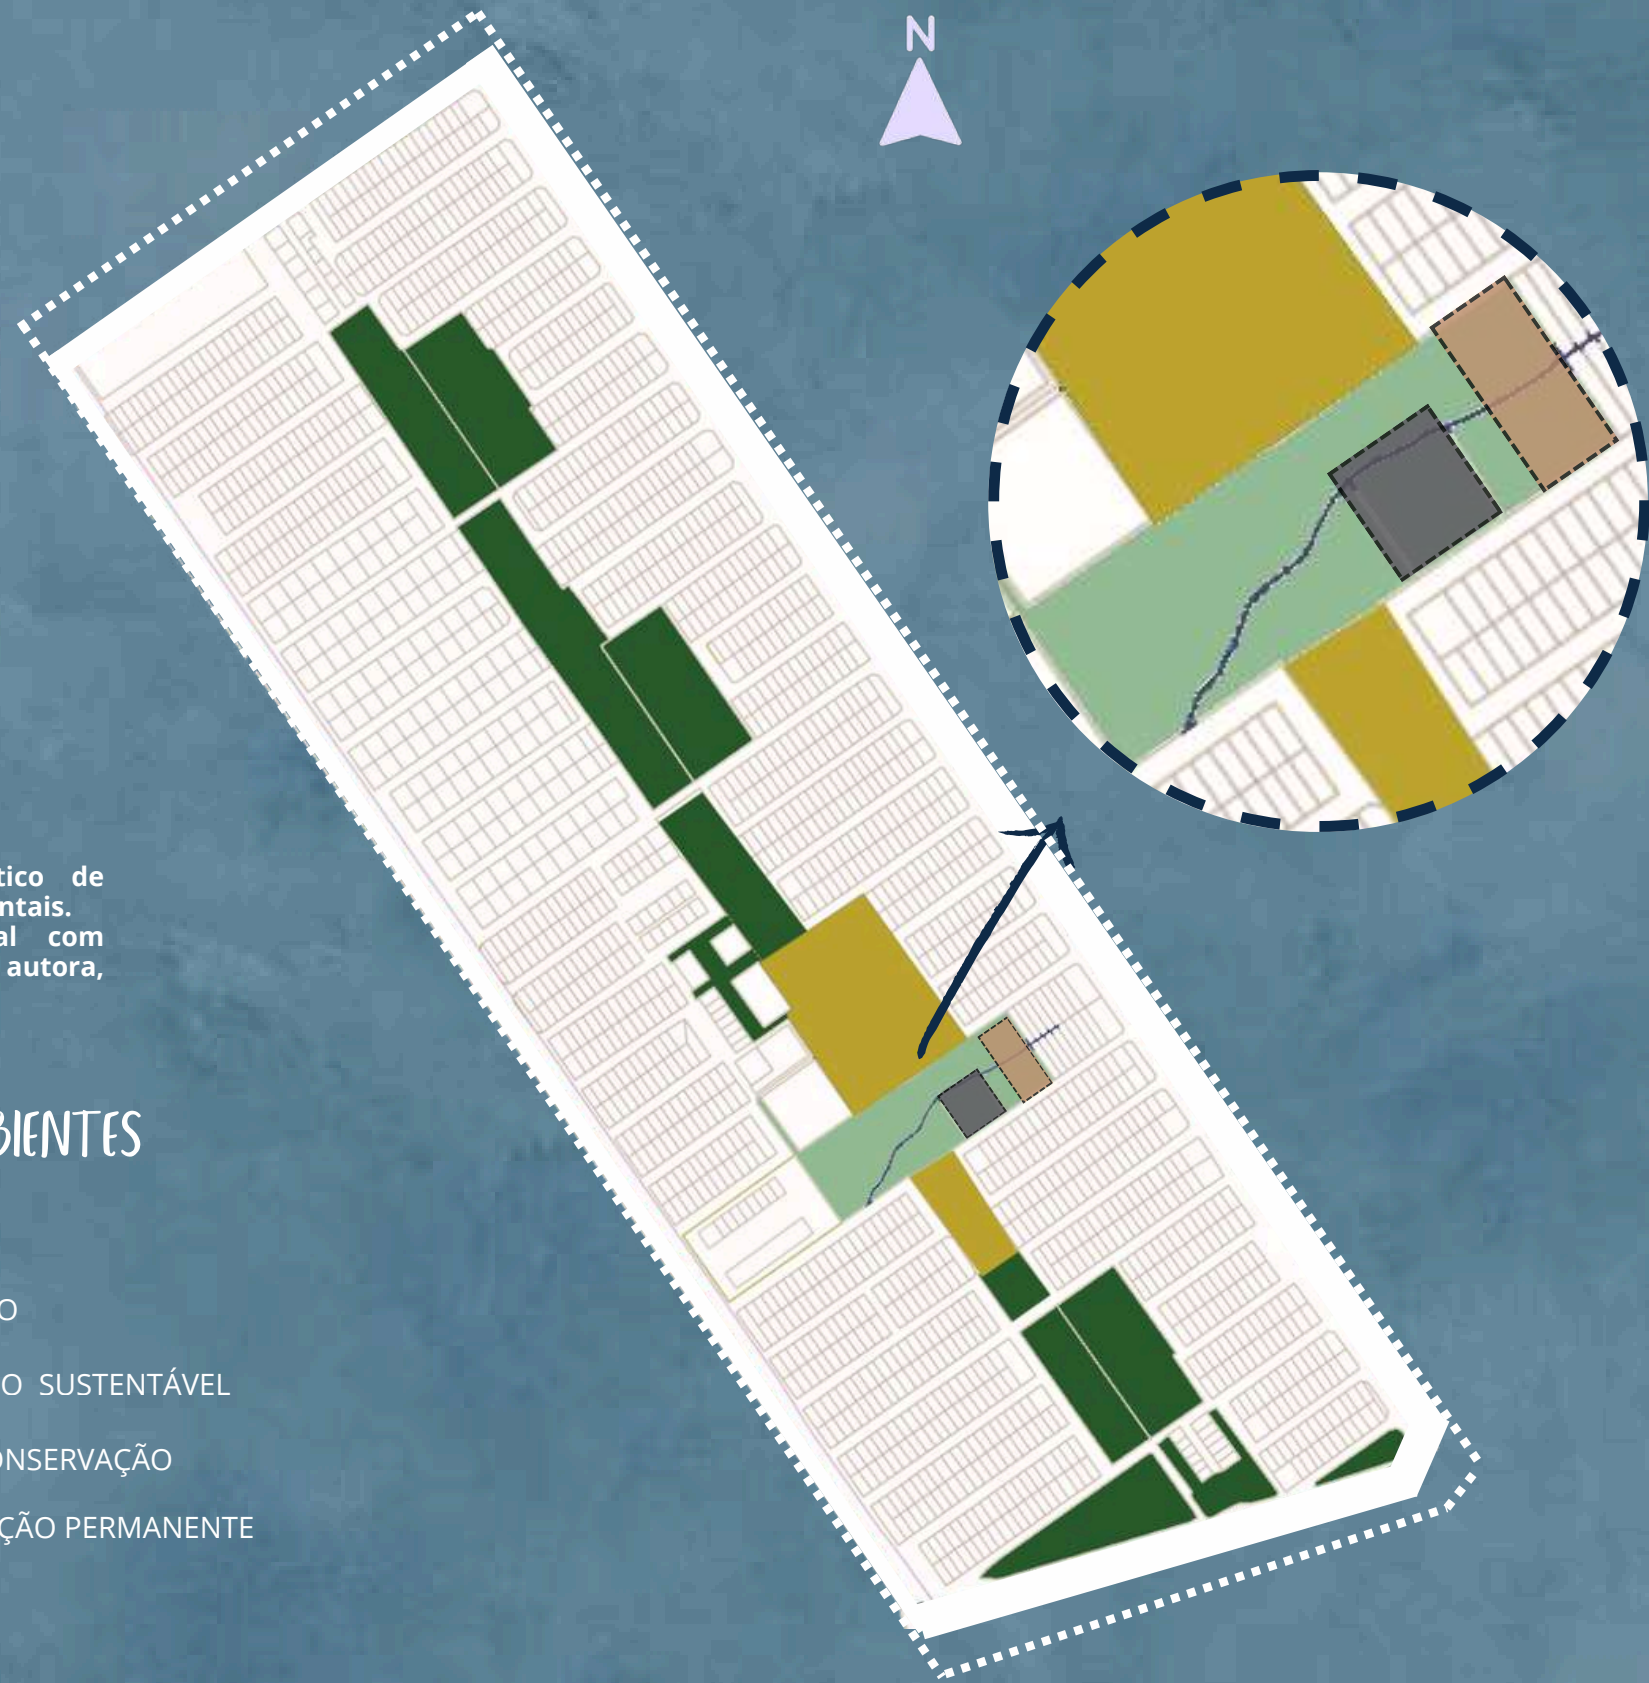 N
tico de
ntais.
al com
autora,
BIENTES
O
O SUSTENTÁVEL
ONSERVAÇÃO
ÇÃO PERMANENTE